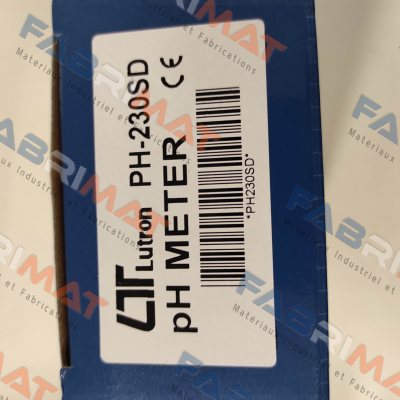 Lutron PH-230SD
pH METER CE
*PH230SD*
FABRIMAT
Matériaux Industriel et Fabrications